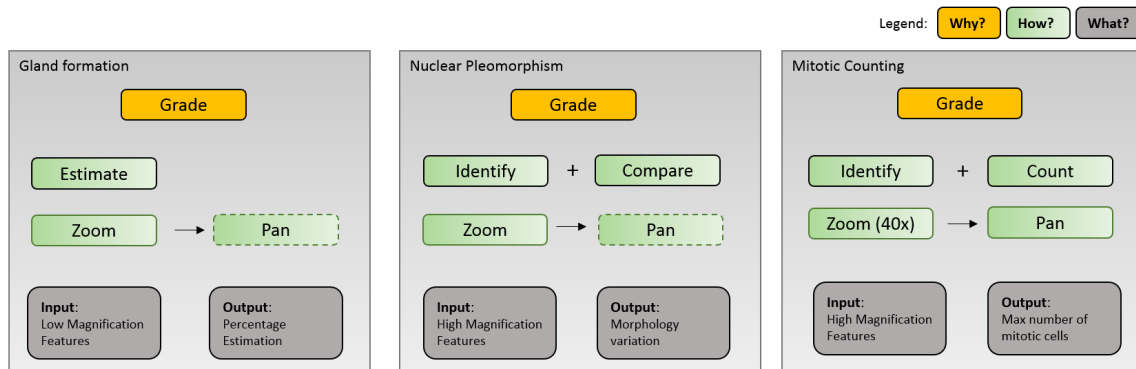 Legend: Why? How? What?
Gland formation
Grade
Estimate
Zoom Pan
Input:
Low Magnification
Features
Output:
Percentage
Estimation
Nuclear Pleomorphism
Grade
Identify + Compare
Zoom Pan
Input:
High Magnification
Features
Output:
Morphology
variation
Mitotic Counting
Grade
Identify + Count
Zoom (40x) Pan
Input:
High Magnification
Features
Output:
Max number of
mitotic cells